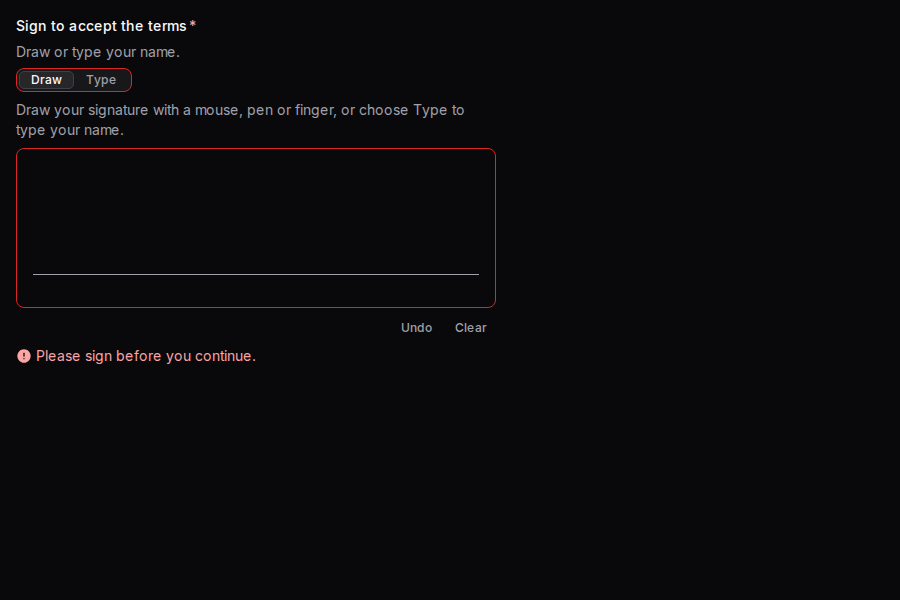 Sign to accept the terms *
Draw or type your name.
Draw Type
Draw your signature with a mouse, pen or finger, or choose Type to
type your name.
Undo Clear
Please sign before you continue.